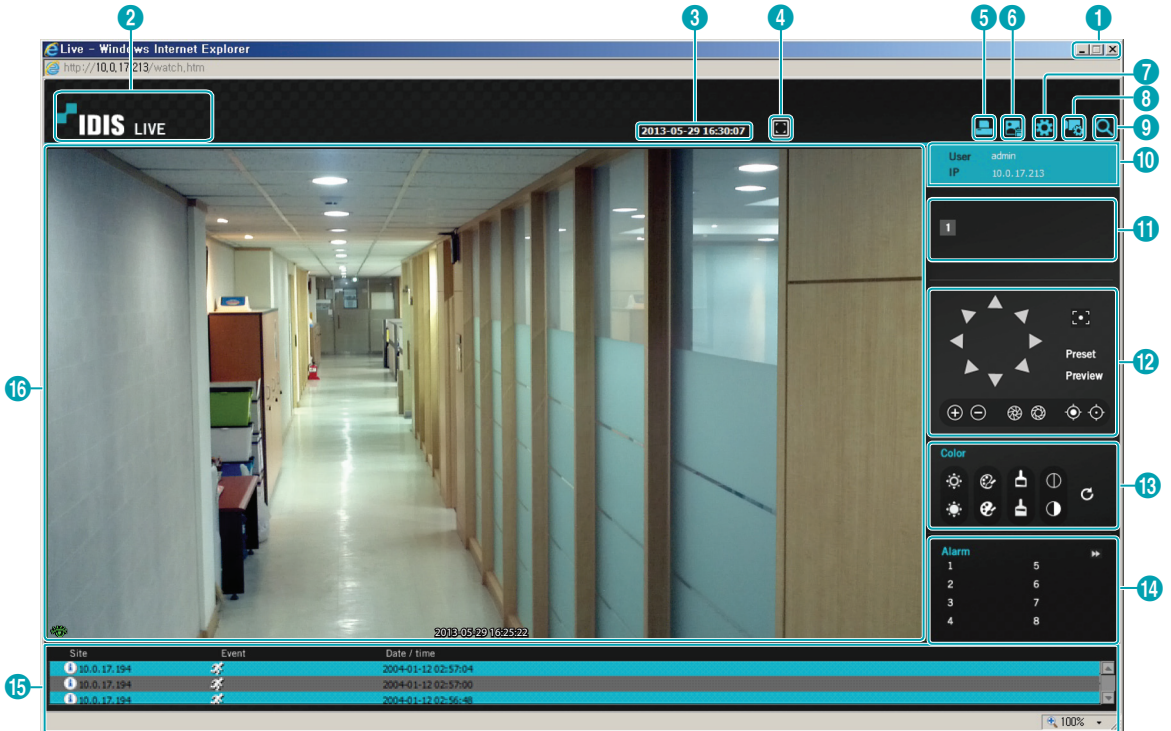 2
3
4
5
6
1
Live - Windows Internet Explorer
http://10.0.17.213/watch.htm
7
8
IDIS LIVE
2013-05-29 16:30:07
9
User admin
IP 10.0.17.213
10
1
11
Preset
Preview
12
16
Color
13
Alarm
1 5
2 6
3 7
4 8
14
2013-05-29 16:25:22
Site Event Date / time
10.0.17.194 2004-01-12 02:57:04
10.0.17.194 2004-01-12 02:57:00
10.0.17.194 2004-01-12 02:56:48
15
100%